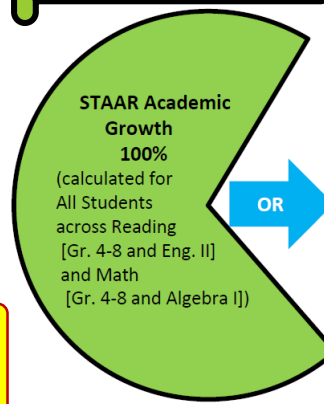 STAAR Academic
Growth
100%
(calculated for
All Students
across Reading
[Gr. 4-8 and Eng. II]
and Math
[Gr. 4-8 and Algebra I])
OR